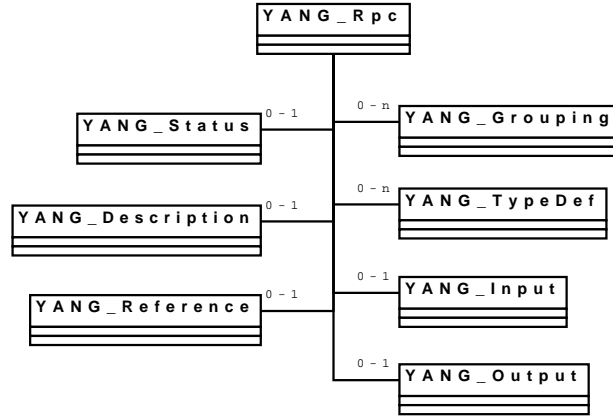 YANG_Rpc
0-1
0-n
YANG_Status
YANG_Grouping
0-1
0-n
YANG_Description
YANG_TypeDef
0-1
0-1
YANG_Reference
YANG_Input
0-1
YANG_Output